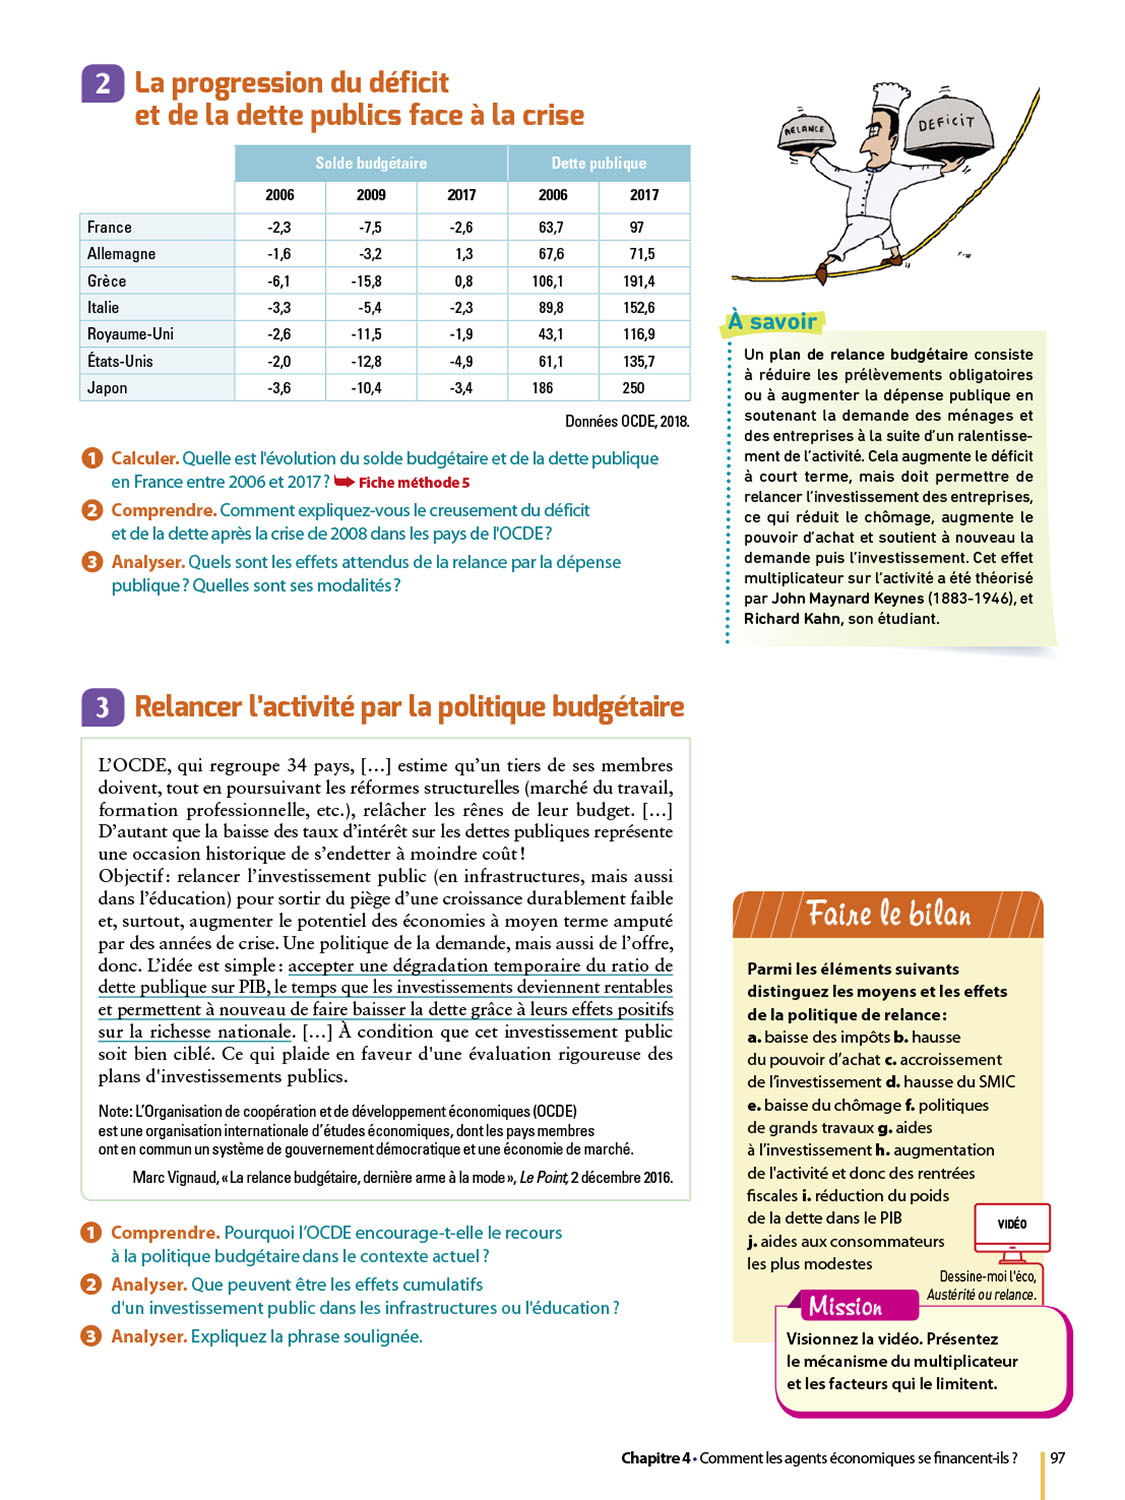 2 La progression du déficit
et de la dette publics face à la crise
Solde budgétaire Dette publique
2006 2009 2017 2006 2017
France -2,3 -7,5 -2,6 63,7 97
Allemagne -1,6 -3,2 1,3 67,6 71,5
Grèce -6,1 -15,8 0,8 106,1 191,4
Italie -3,3 -5,4 -2,3 89,8 152,6
Royaume-Uni -2,6 -11,5 -1,9 43,1 116,9
États-Unis -2,0 -12,8 -4,9 61,1 135,7
Japon -3,6 -10,4 -3,4 186 250
Données OCDE, 2018.
1 Calculer. Quelle est l'évolution du solde budgétaire et de la dette publique
en France entre 2006 et 2017 ? ➥ Fiche méthode 5
2 Comprendre. Comment expliquez-vous le creusement du déficit
et de la dette après la crise de 2008 dans les pays de l'OCDE ?
3 Analyser. Quels sont les effets attendus de la relance par la dépense
publique ? Quelles sont ses modalités ?
RELANCE
DEFICIT
À savoir
Un plan de relance budgétaire consiste
à réduire les prélèvements obligatoires
ou à augmenter la dépense publique en
soutenant la demande des ménages et
des entreprises à la suite d'un ralentisse-
ment de l'activité. Cela augmente le déficit
à court terme, mais doit permettre de
relancer l'investissement des entreprises,
ce qui réduit le chômage, augmente le
pouvoir d'achat et soutient à nouveau la
demande puis l'investissement. Cet effet
multiplicateur sur l'activité a été théorisé
par John Maynard Keynes (1883-1946), et
Richard Kahn, son étudiant.
3 Relancer l'activité par la politique budgétaire
L'OCDE, qui regroupe 34 pays, […] estime qu'un tiers de ses membres
doivent, tout en poursuivant les réformes structurelles (marché du travail,
formation professionnelle, etc.), relâcher les rênes de leur budget. […]
D'autant que la baisse des taux d'intérêt sur les dettes publiques représente
une occasion historique de s'endetter à moindre coût !
Objectif : relancer l'investissement public (en infrastructures, mais aussi
dans l'éducation) pour sortir du piège d'une croissance durablement faible
et, surtout, augmenter le potentiel des économies à moyen terme amputé
par des années de crise. Une politique de la demande, mais aussi de l'offre,
donc. L'idée est simple : accepter une dégradation temporaire du ratio de
dette publique sur PIB, le temps que les investissements deviennent rentables
et permettent à nouveau de faire baisser la dette grâce à leurs effets positifs
sur la richesse nationale. […] À condition que cet investissement public
soit bien ciblé. Ce qui plaide en faveur d'une évaluation rigoureuse des
plans d'investissements publics.
Note : L'Organisation de coopération et de développement économiques (OCDE)
est une organisation internationale d'études économiques, dont les pays membres
ont en commun un système de gouvernement démocratique et une économie de marché.
Marc Vignaud, « La relance budgétaire, dernière arme à la mode », Le Point, 2 décembre 2016.
1 Comprendre. Pourquoi l'OCDE encourage-t-elle le recours
à la politique budgétaire dans le contexte actuel ?
2 Analyser. Que peuvent être les effets cumulatifs
d'un investissement public dans les infrastructures ou l'éducation ?
3 Analyser. Expliquez la phrase soulignée.
Faire le bilan
Parmi les éléments suivants
distinguez les moyens et les effets
de la politique de relance :
a. baisse des impôts b. hausse
du pouvoir d'achat c. accroissement
de l'investissement d. hausse du SMIC
e. baisse du chômage f. politiques
de grands travaux g. aides
à l'investissement h. augmentation
de l'activité et donc des rentrées
fiscales i. réduction du poids
de la dette dans le PIB
j. aides aux consommateurs
les plus modestes
VIDÉO
Dessine-moi l'éco,
Austérité ou relance.
Mission
Visionnez la vidéo. Présentez
le mécanisme du multiplicateur
et les facteurs qui le limitent.
Chapitre 4 • Comment les agents économiques se financent-ils ? 97